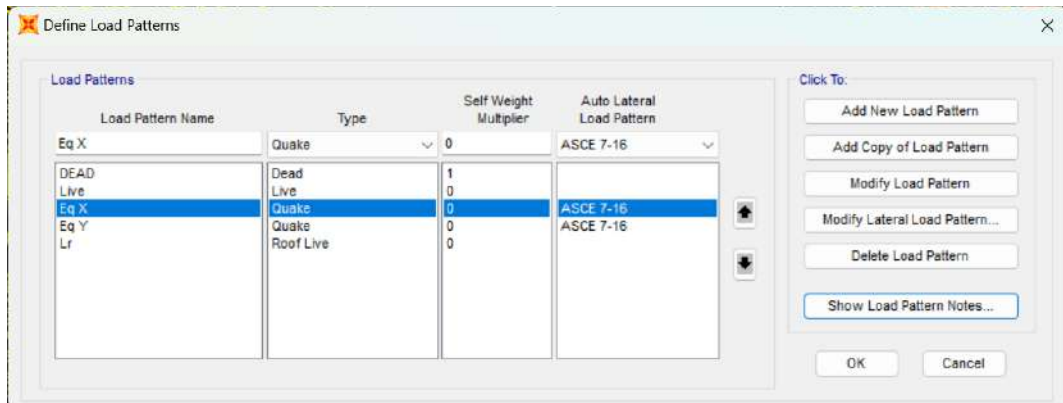 Define Load Patterns
Load Patterns
Click To:
Load Pattern Name Type Self Weight Multiplier Auto Lateral Load Pattern
Eq X Quake 0 ASCE 7-16
DEAD Dead 1
Live Live 0
Eq X Quake 0 ASCE 7-16
Eq Y Quake 0 ASCE 7-16
Lr Roof Live 0
Add New Load Pattern
Add Copy of Load Pattern
Modify Load Pattern
Modify Lateral Load Pattern...
Delete Load Pattern
Show Load Pattern Notes...
OK Cancel